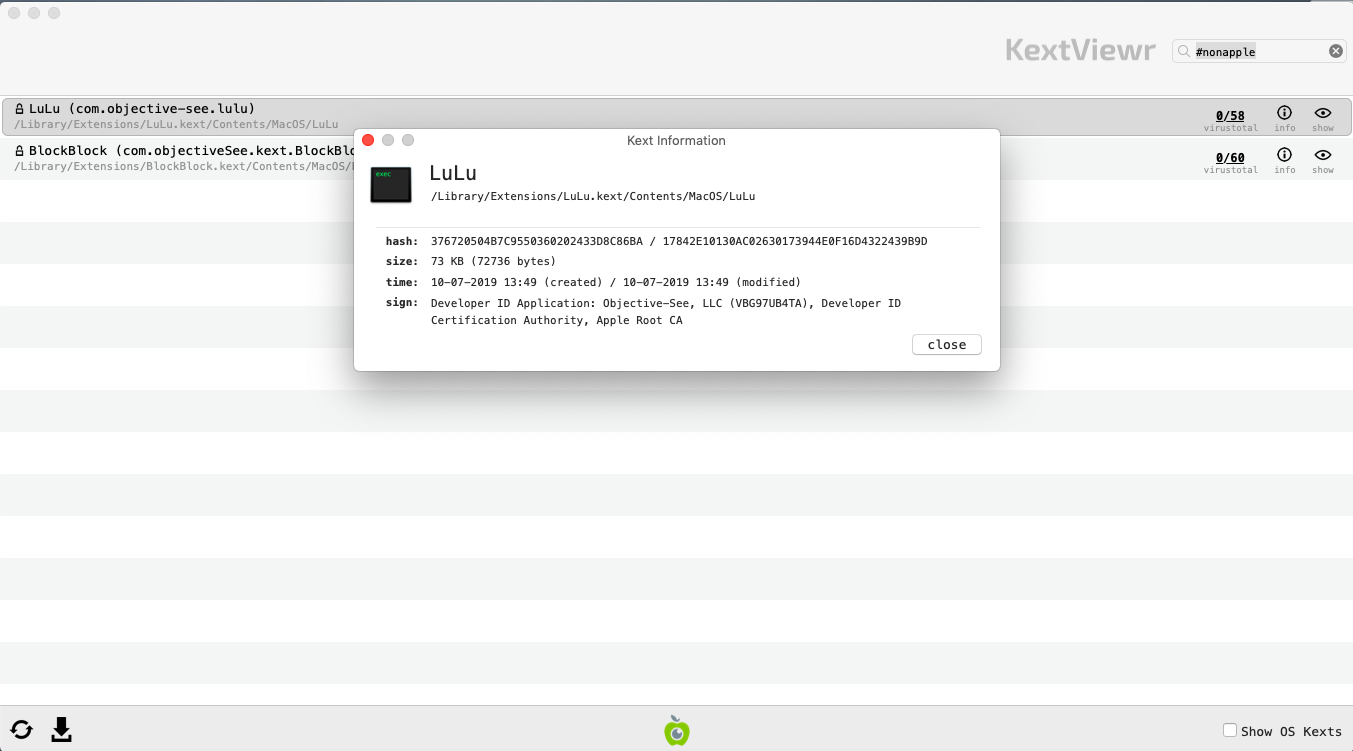 KextViewr
#nonapple
LuLu (com.objective-see.lulu)
/Library/Extensions/LuLu.kext/Contents/MacOS/LuLu
0/58
virustotal
info
show
BlockBlock (com.objectiveSee.kext.BlockBlo
/Library/Extensions/BlockBlock.kext/Contents/MacOS/
0/60
virustotal
info
show
Kext Information
exec
LuLu
/Library/Extensions/LuLu.kext/Contents/MacOS/LuLu
hash: 376720504B7C9550360202433D8C86BA / 17842E10130AC02630173944E0F16D4322439B9D
size: 73 KB (72736 bytes)
time: 10-07-2019 13:49 (created) / 10-07-2019 13:49 (modified)
sign: Developer ID Application: Objective-See, LLC (VBG97UB4TA), Developer ID
Certification Authority, Apple Root CA
close
Show OS Kexts